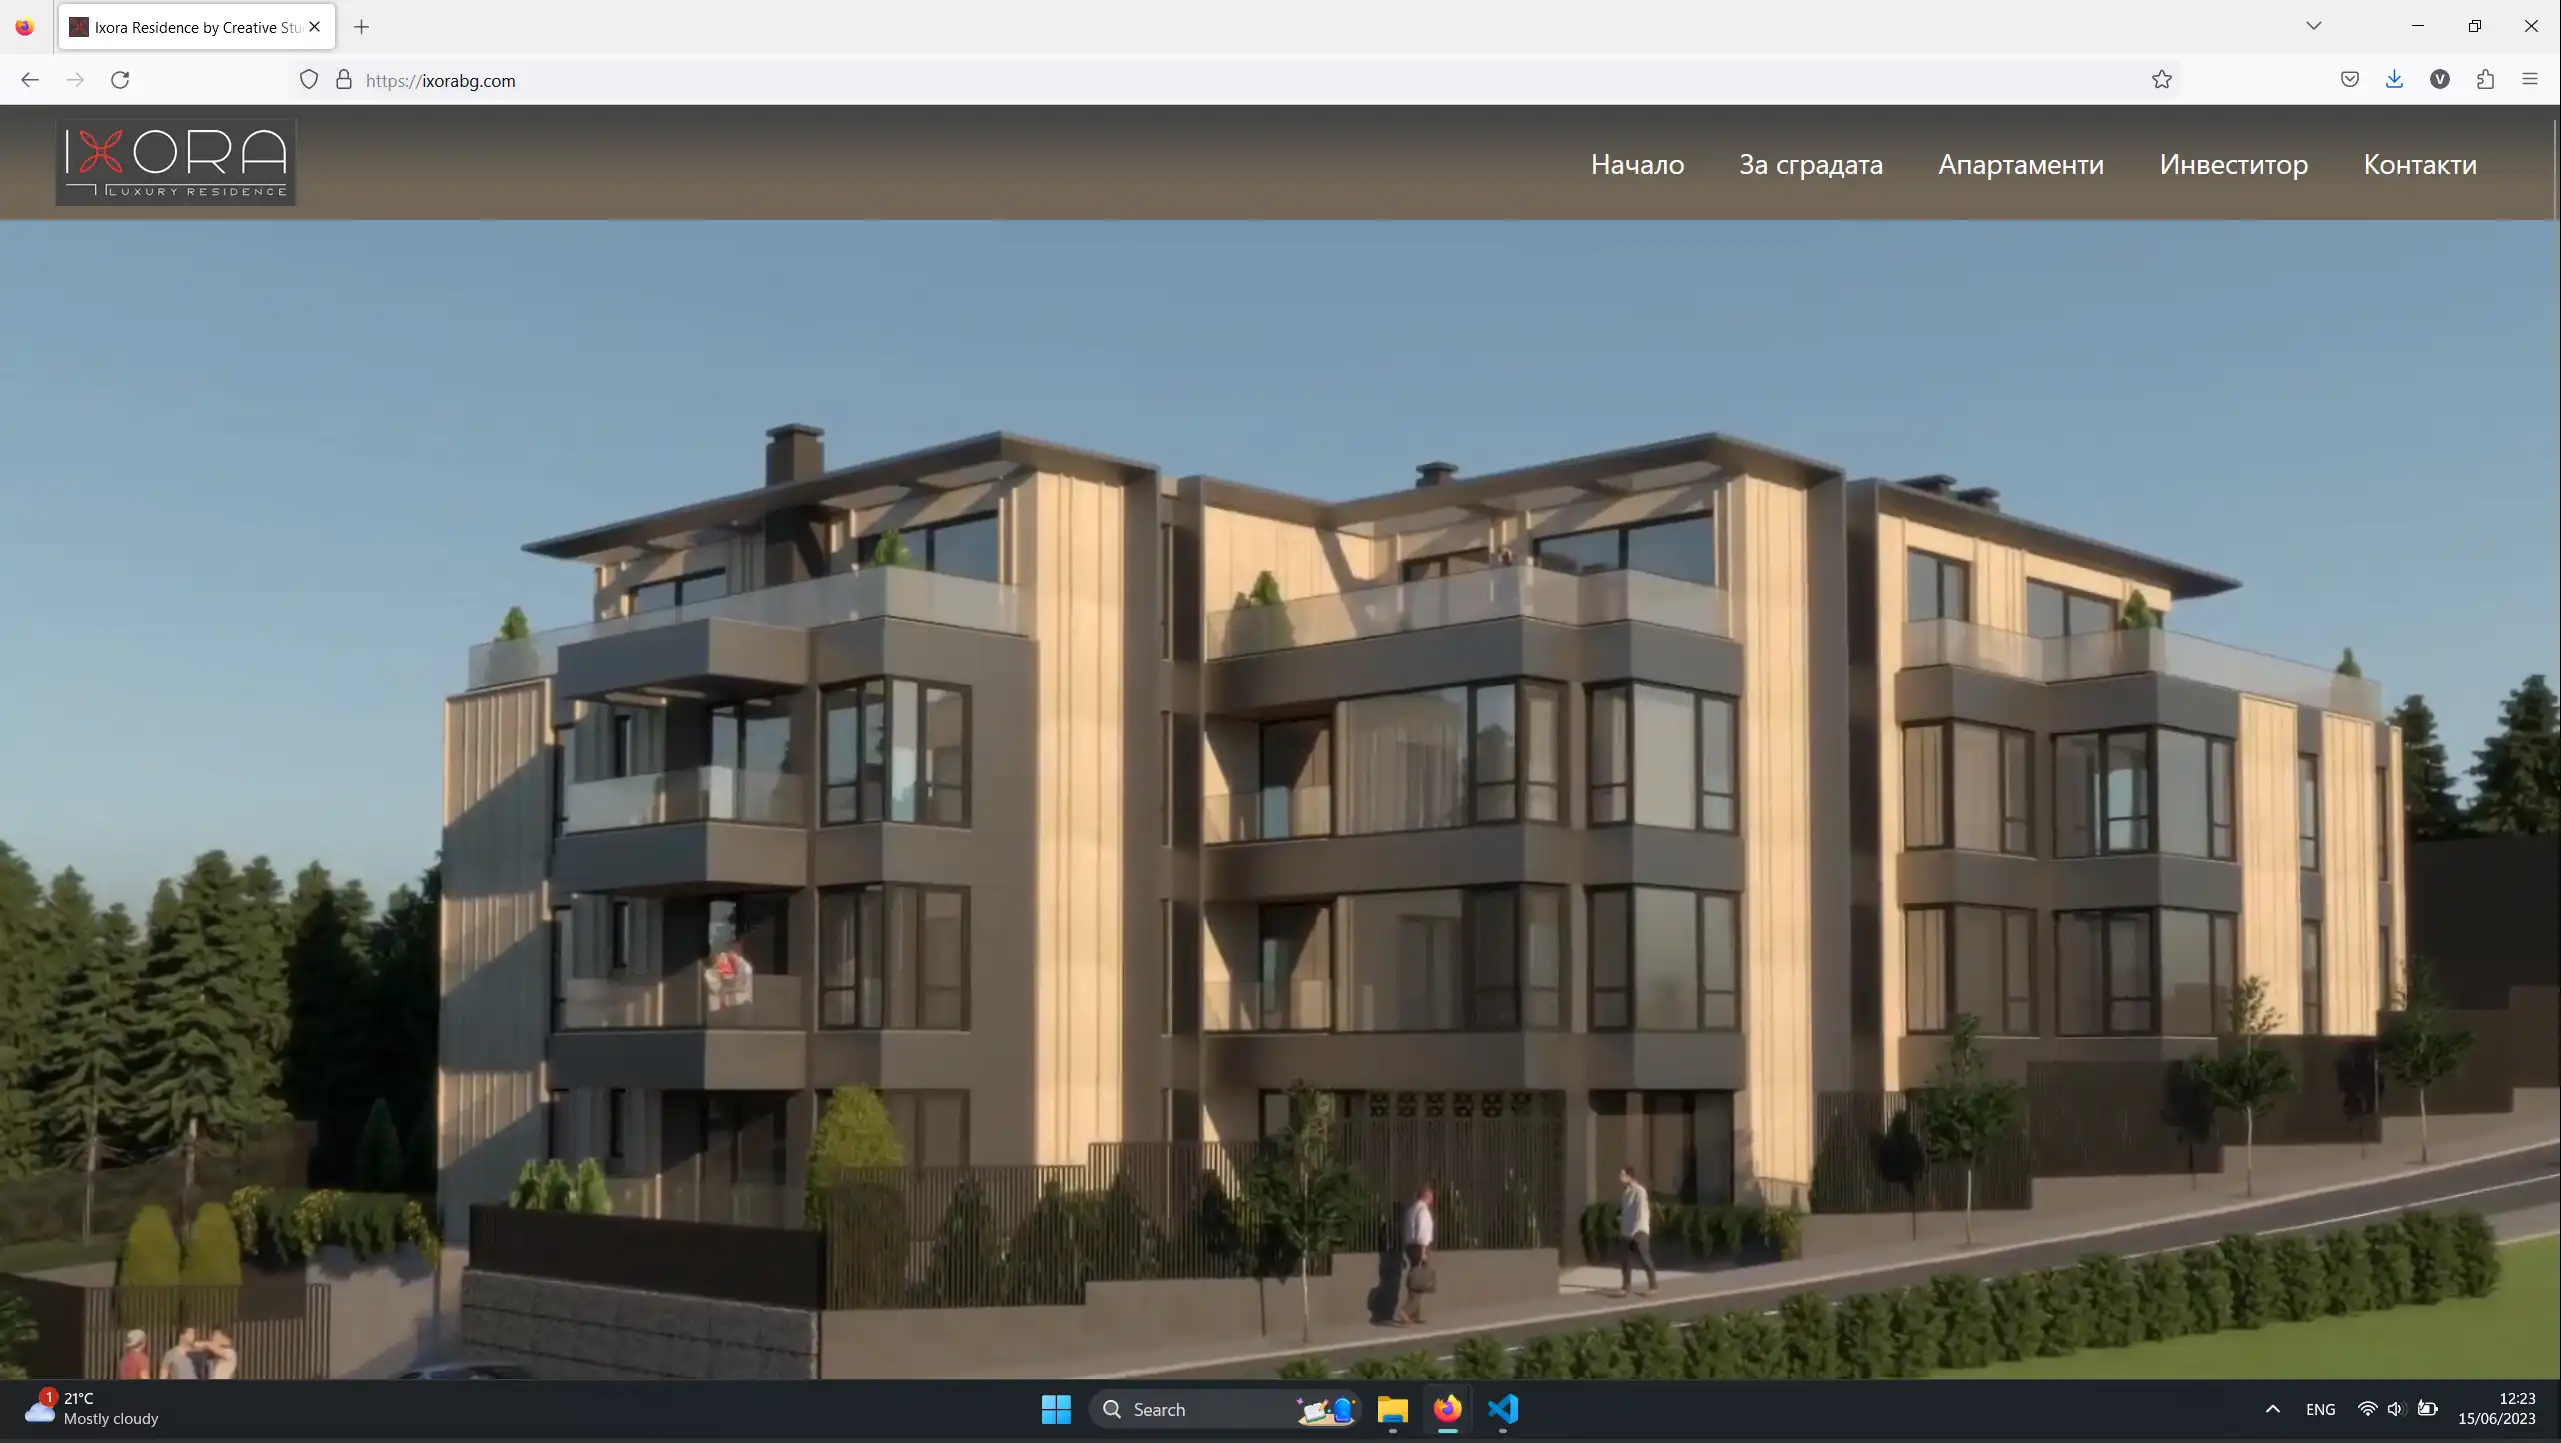 Ixora Residence by Creative Stu
https://ixorabg.com
IXORA
LUXURY RESIDENCE
Начало
За сградата
Апартаменти
Инвеститор
Контакти
1
21°C
Mostly cloudy
Search
ENG
12:23
15/06/2023
V